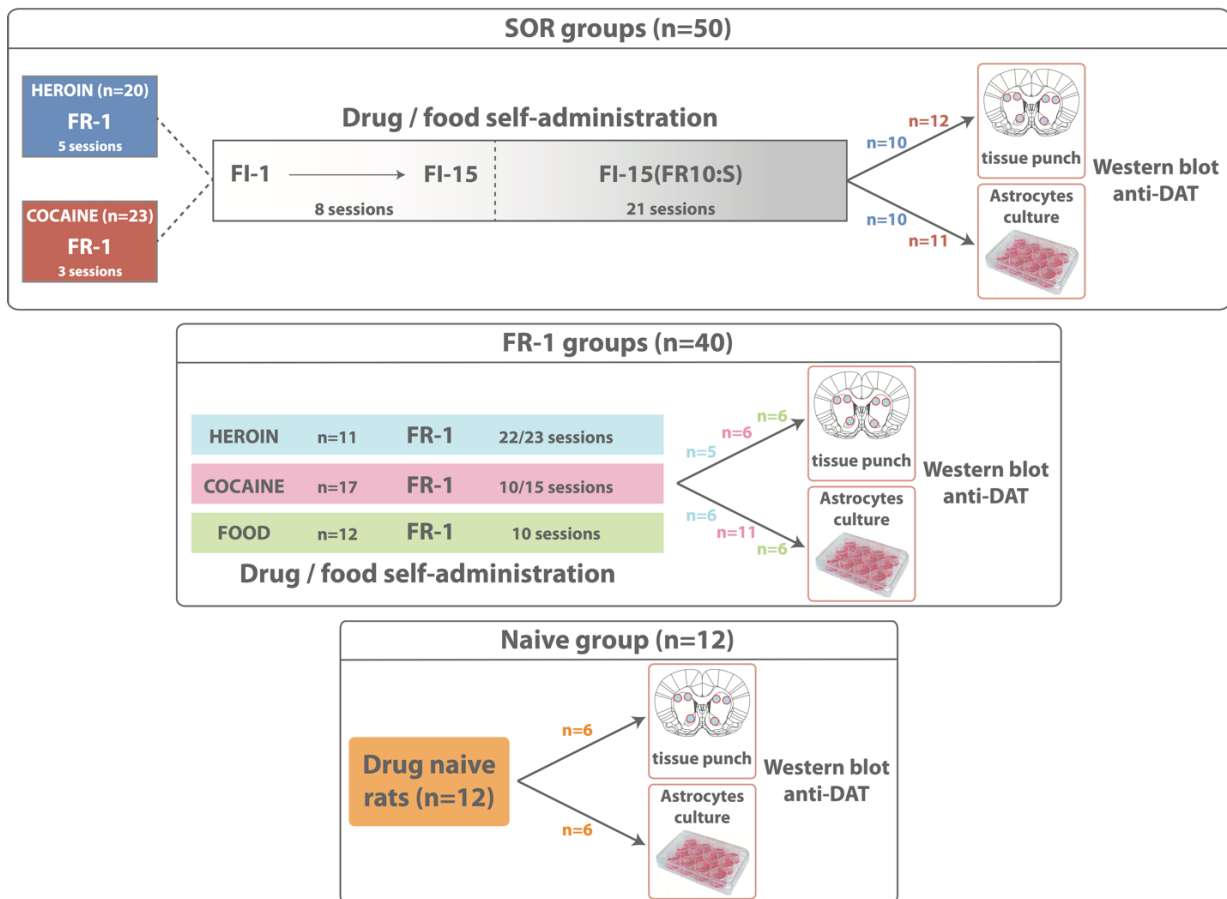 SOR groups (n=50)
HEROIN (n=20)
FR-1
5 sessions
COCAINE (n=23)
FR-1
3 sessions
Drug / food self-administration
FI-1
FI-15
8 sessions
FI-15(FR10:S)
21 sessions
n=12
n=10
n=10
n=11
tissue punch
Astrocytes
culture
Western blot
anti-DAT
FR-1 groups (n=40)
HEROIN n=11 FR-1 22/23 sessions
COCAINE n=17 FR-1 10/15 sessions
FOOD n=12 FR-1 10 sessions
Drug / food self-administration
n=6
n=6
n=5
n=6
n=11
n=6
tissue punch
Astrocytes
culture
Western blot
anti-DAT
Naive group (n=12)
Drug naive
rats (n=12)
n=6
n=6
tissue punch
Astrocytes
culture
Western blot
anti-DAT